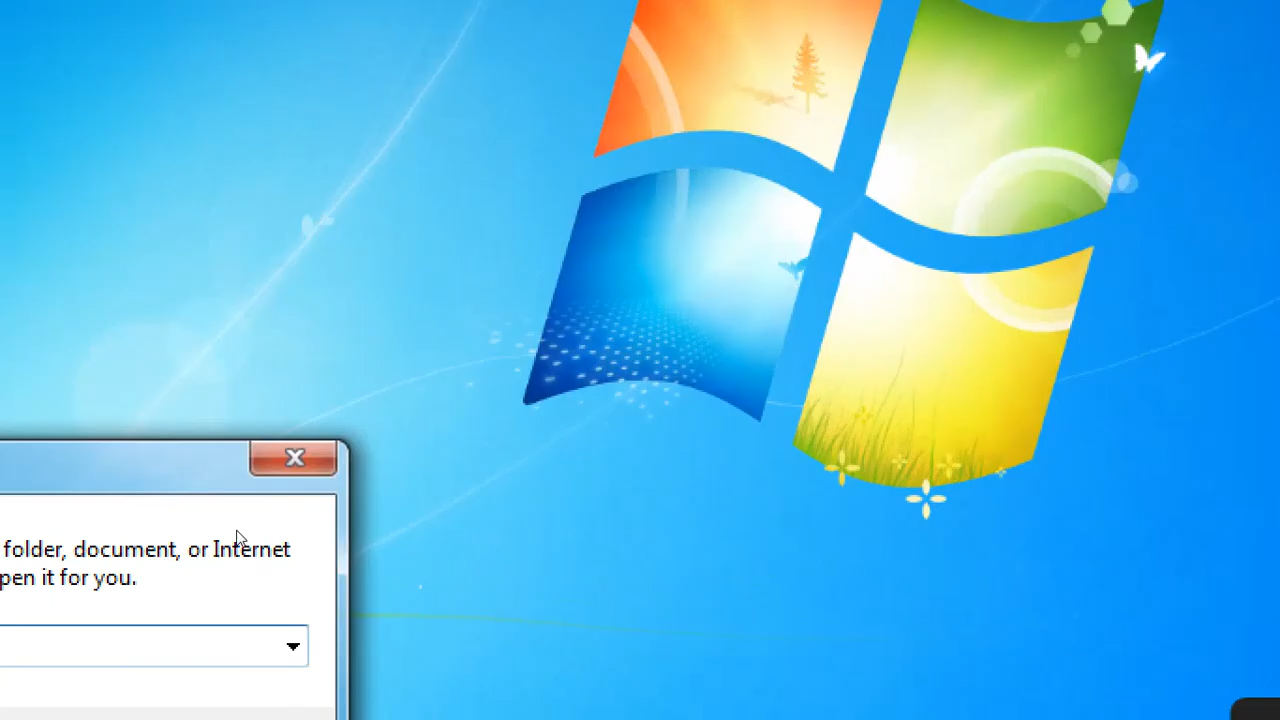 folder, document, or Internet
pen it for you.